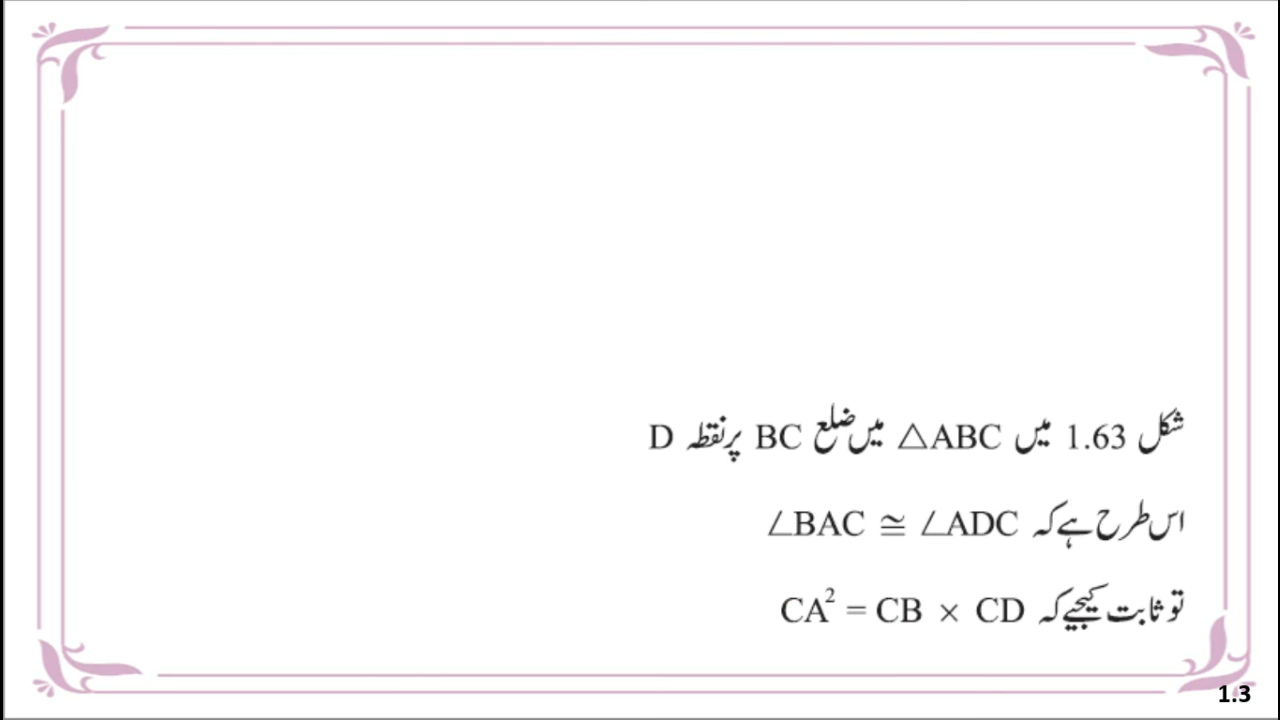 شکل 1.63 میں △ABC میں ضلع BC پر نقطہ D
اس طرح ہے کہ ∠BAC ≅ ∠ADC
تو ثابت کیجیے کہ CA² = CB × CD
1.3